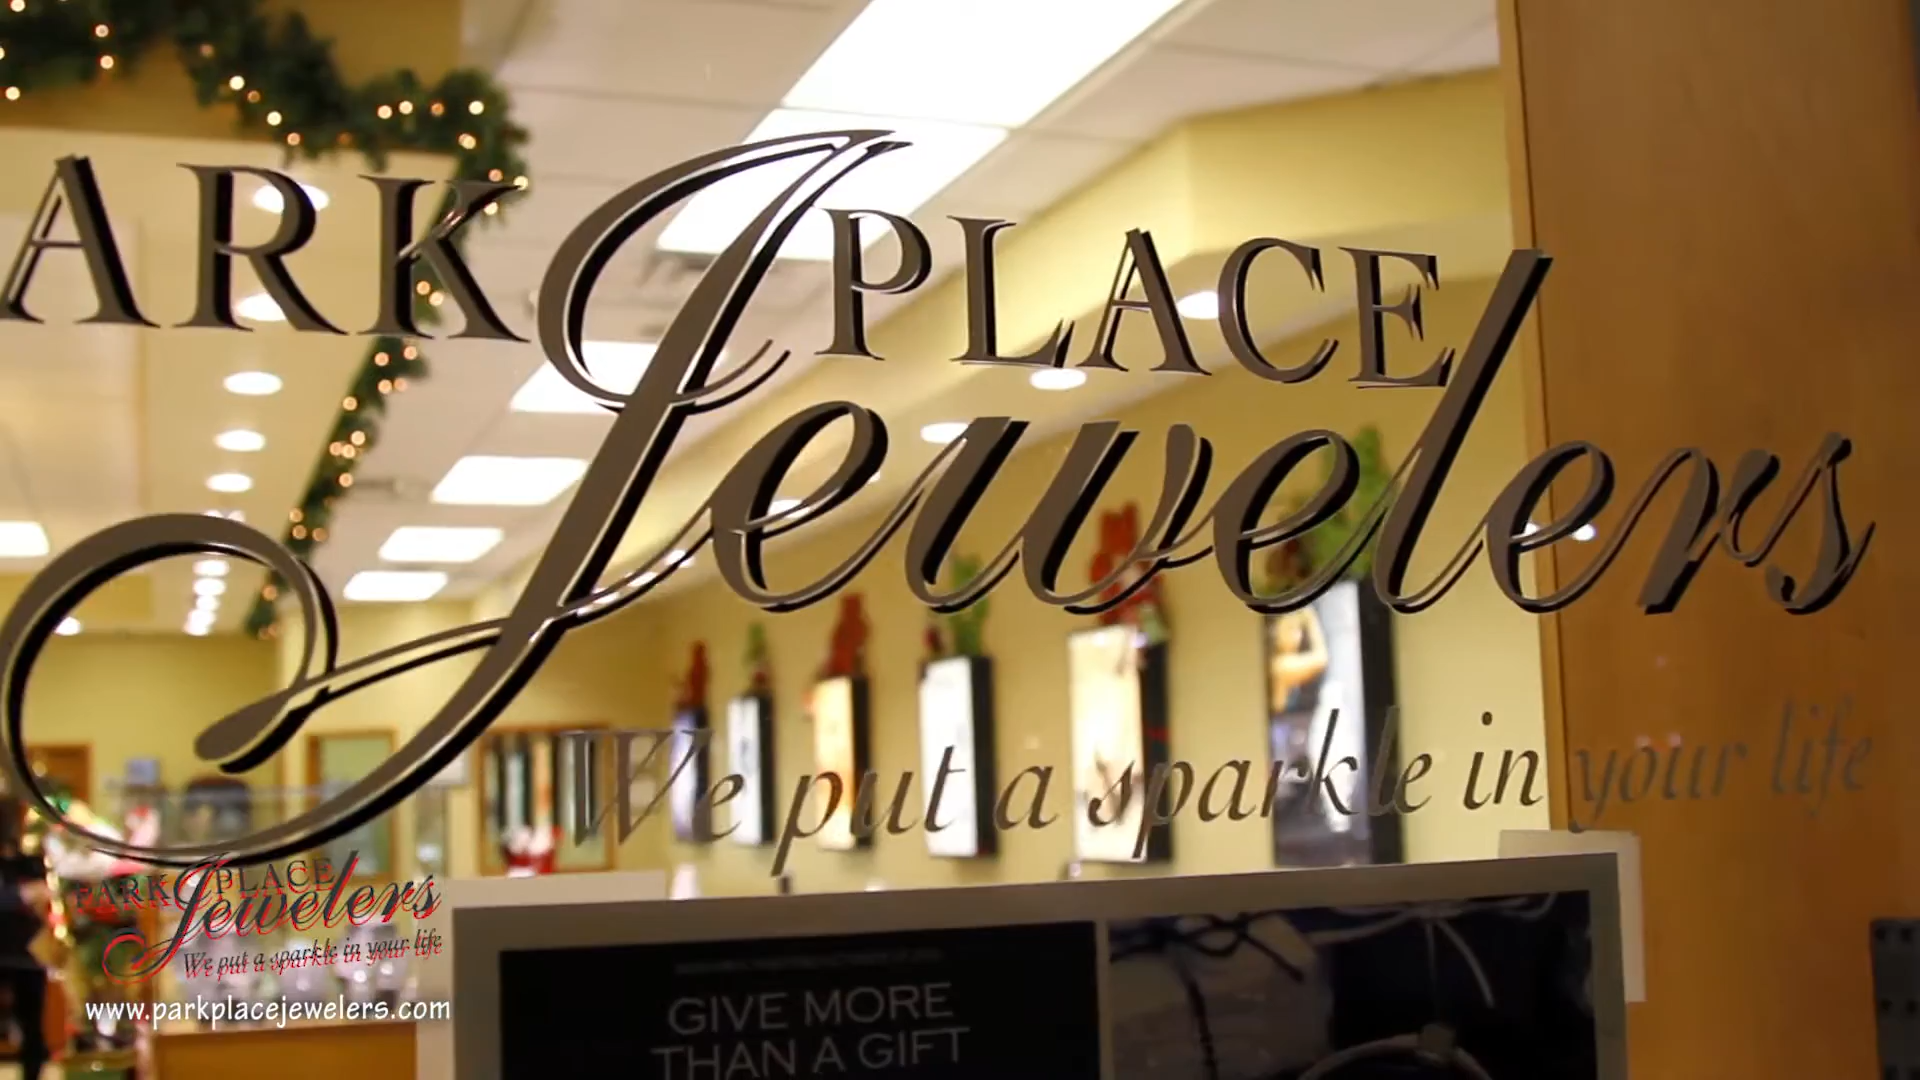 ARK PLACE
Jewelers
We put a sparkle in your life
PARK PLACE
Jewelers
We put a sparkle in your life
www.parkplacejewelers.com
GIVE MORE
THAN A GIFT